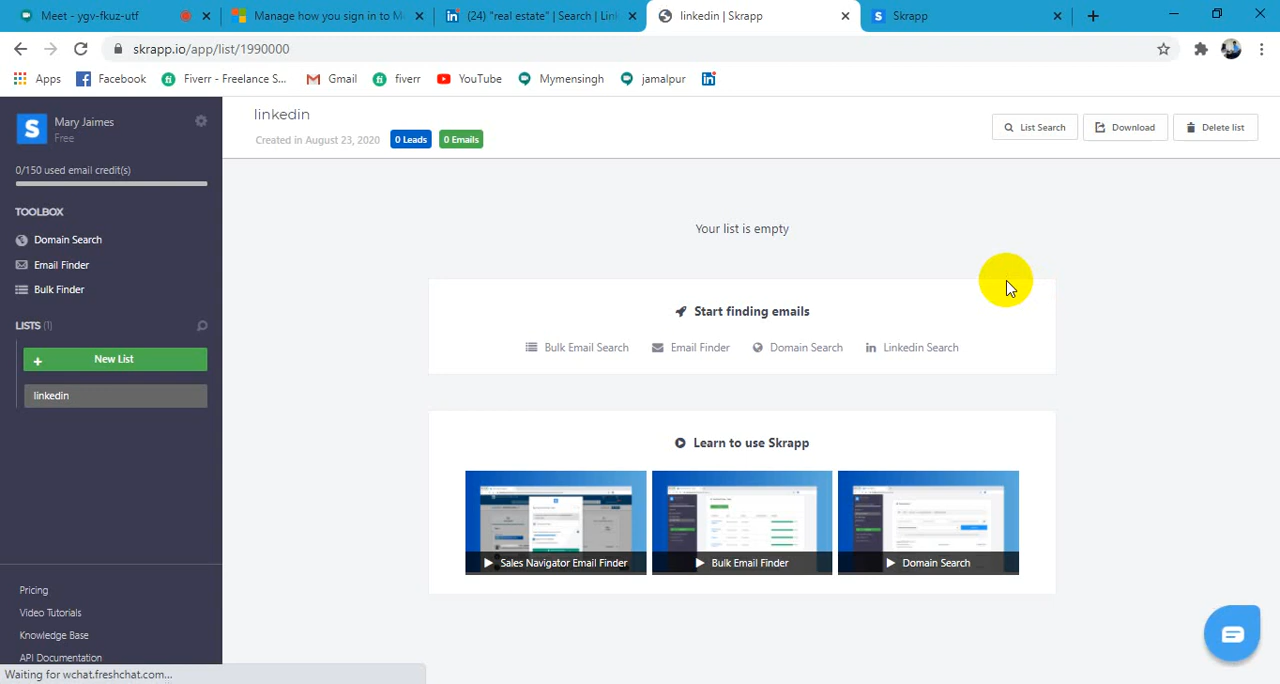 Meet - ygv-fkuz-utf
Manage how you sign in to M
(24) "real estate" | Search | Lin
linkedin | Skrapp
Skrapp
skrapp.io/app/list/1990000
Apps
Facebook
Fiverr - Freelance S...
Gmail
fiverr
YouTube
Mymensingh
jamalpur
Mary Jaimes
Free
0/150 used email credit(s)
TOOLBOX
Domain Search
Email Finder
Bulk Finder
LISTS (1)
+ New List
linkedin
Pricing
Video Tutorials
Knowledge Base
API Documentation
Waiting for wchat.freshchat.com...
linkedin
Created in August 23, 2020
0 Leads
0 Emails
List Search
Download
Delete list
Your list is empty
Start finding emails
Bulk Email Search
Email Finder
Domain Search
Linkedin Search
Learn to use Skrapp
Sales Navigator Email Finder
Bulk Email Finder
Domain Search